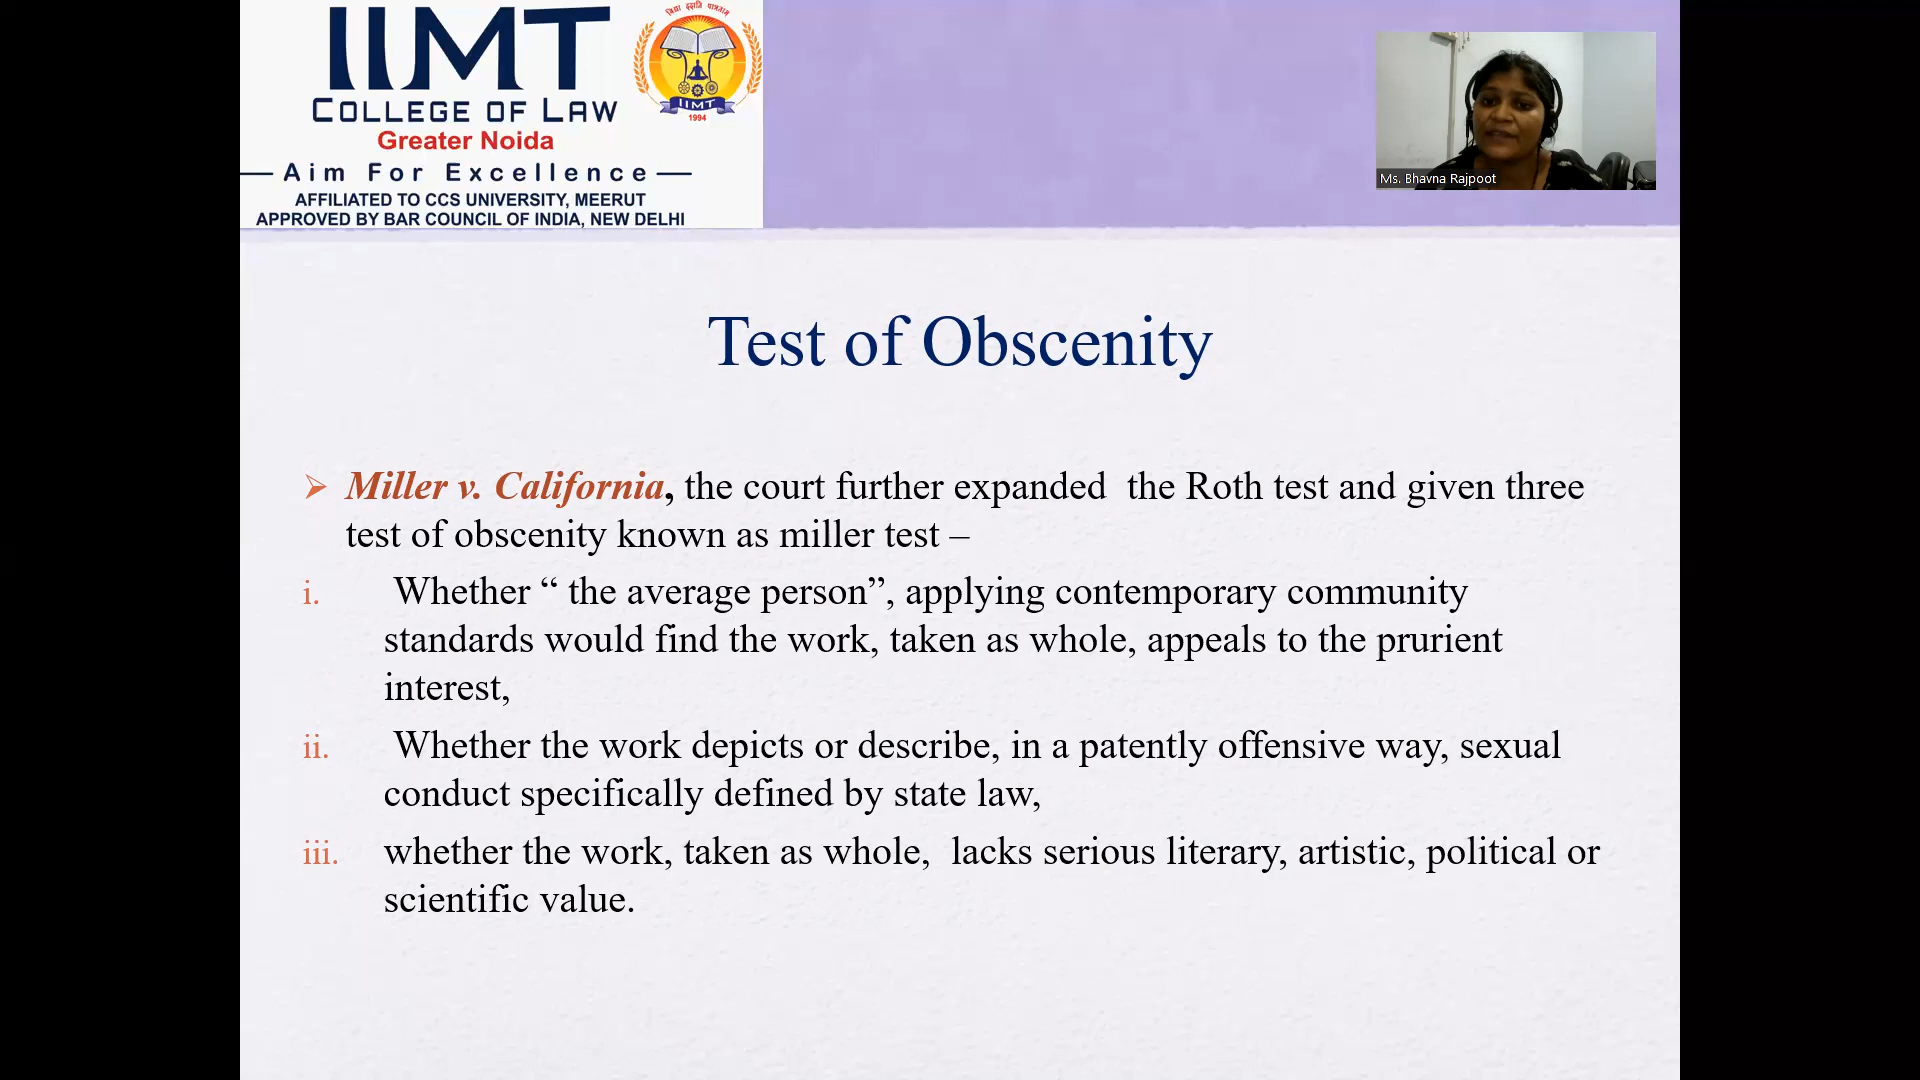 IIMT
COLLEGE OF LAW
Greater Noida
Aim For Excellence
AFFILIATED TO CCS UNIVERSITY, MEERUT
APPROVED BY BAR COUNCIL OF INDIA, NEW DELHI
IIMT
1994
Ms. Bhavna Rajpoot
Test of Obscenity
➢ Miller v. California, the court further expanded the Roth test and given three
test of obscenity known as miller test –
i. Whether “ the average person”, applying contemporary community
standards would find the work, taken as whole, appeals to the prurient
interest,
ii. Whether the work depicts or describe, in a patently offensive way, sexual
conduct specifically defined by state law,
iii. whether the work, taken as whole, lacks serious literary, artistic, political or
scientific value.